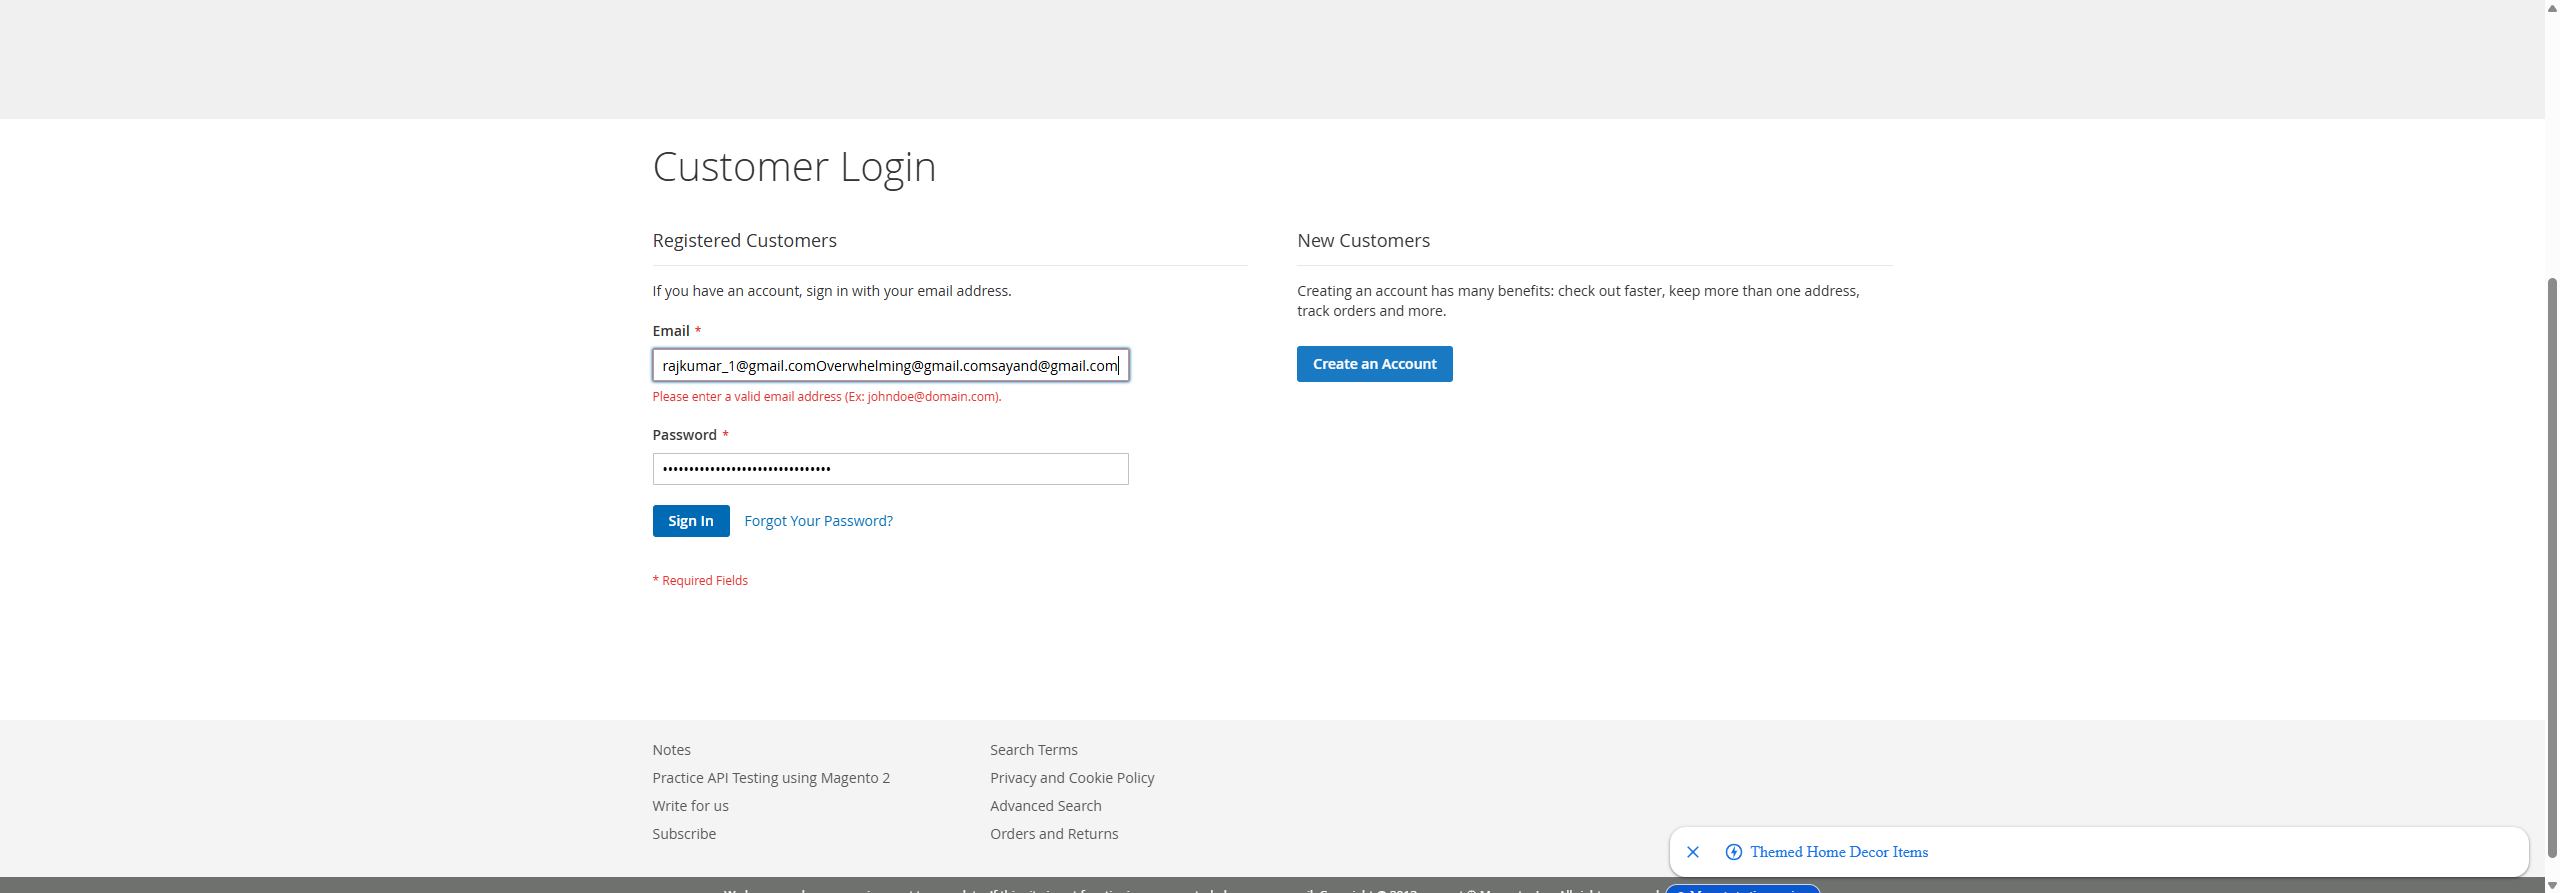 Customer Login
Registered Customers
If you have an account, sign in with your email address.
Email *
rajkumar_1@gmail.comOverwhelming@gmail.comsayand@gmail.com
Please enter a valid email address (Ex: johndoe@domain.com).
Password *
••••••••••••••••••••••••••••••••
Sign In
Forgot Your Password?
* Required Fields
New Customers
Creating an account has many benefits: check out faster, keep more than one address,
track orders and more.
Create an Account
Notes
Practice API Testing using Magento 2
Write for us
Subscribe
Search Terms
Privacy and Cookie Policy
Advanced Search
Orders and Returns
Themed Home Decor Items